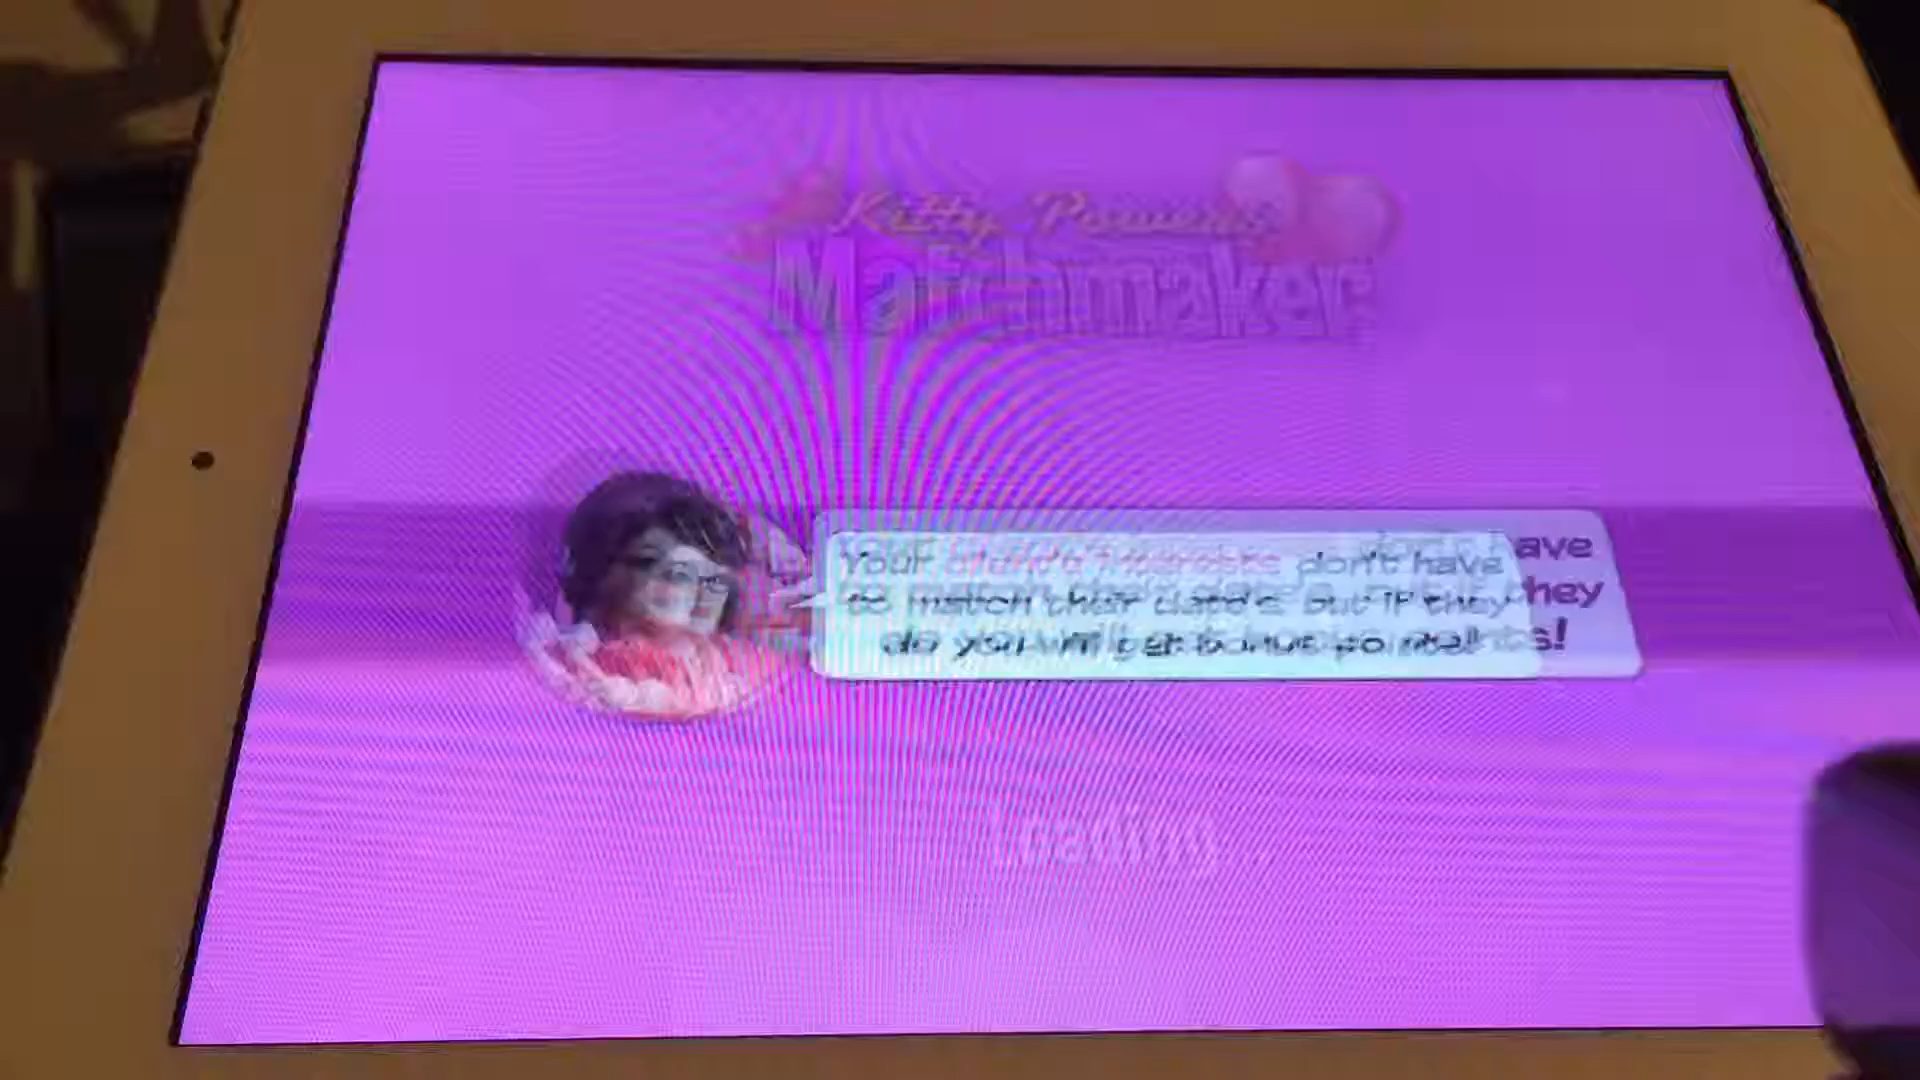 Kitty Powers'
Matchmaker
Your client's interests don't have
to match their date's, but if they
do you will get bonus points!
Loading...